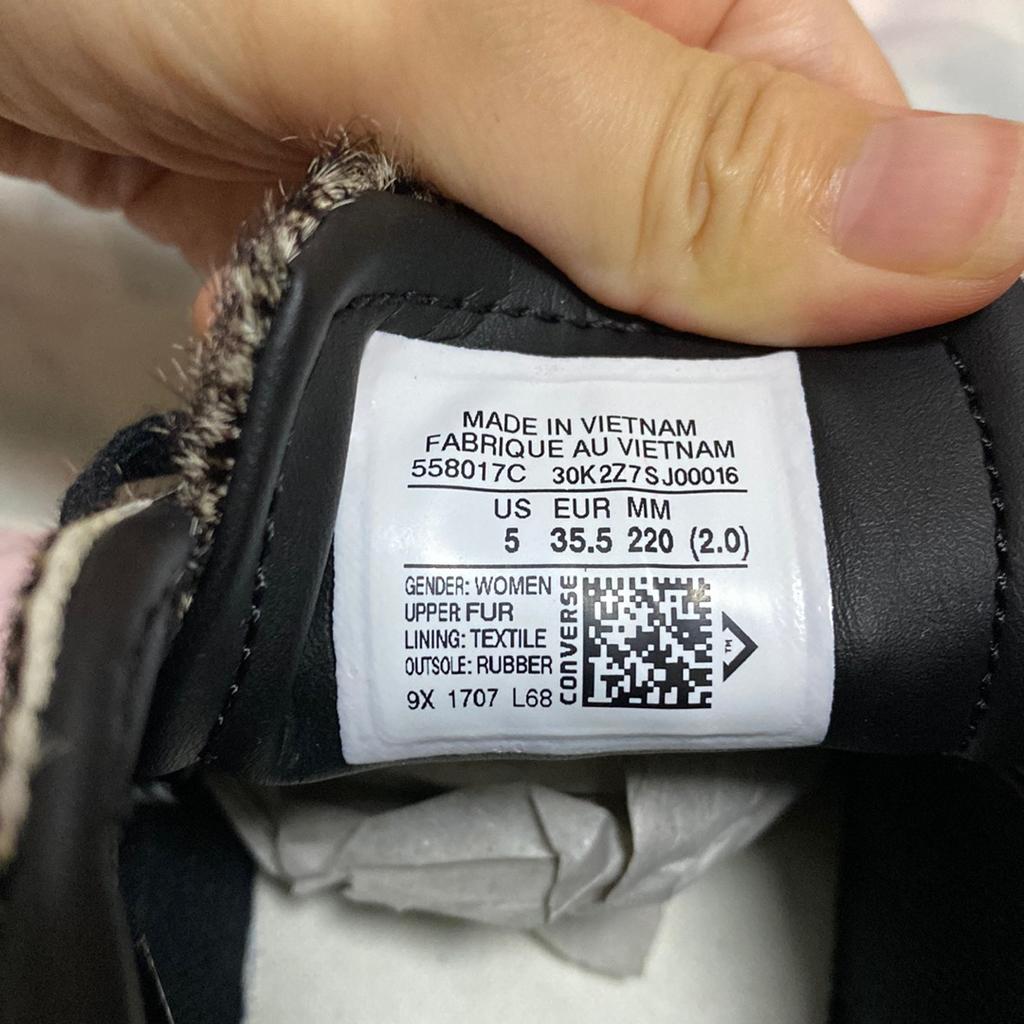 MADE IN VIETNAM
FABRIQUE AU VIETNAM
558017C 30K2Z7SJ00016
US EUR MM
5 35.5 220 (2.0)
GENDER: WOMEN
UPPER: FUR
LINING: TEXTILE
OUTSOLE: RUBBER
9X 1707 L68
CONVERSE
TM